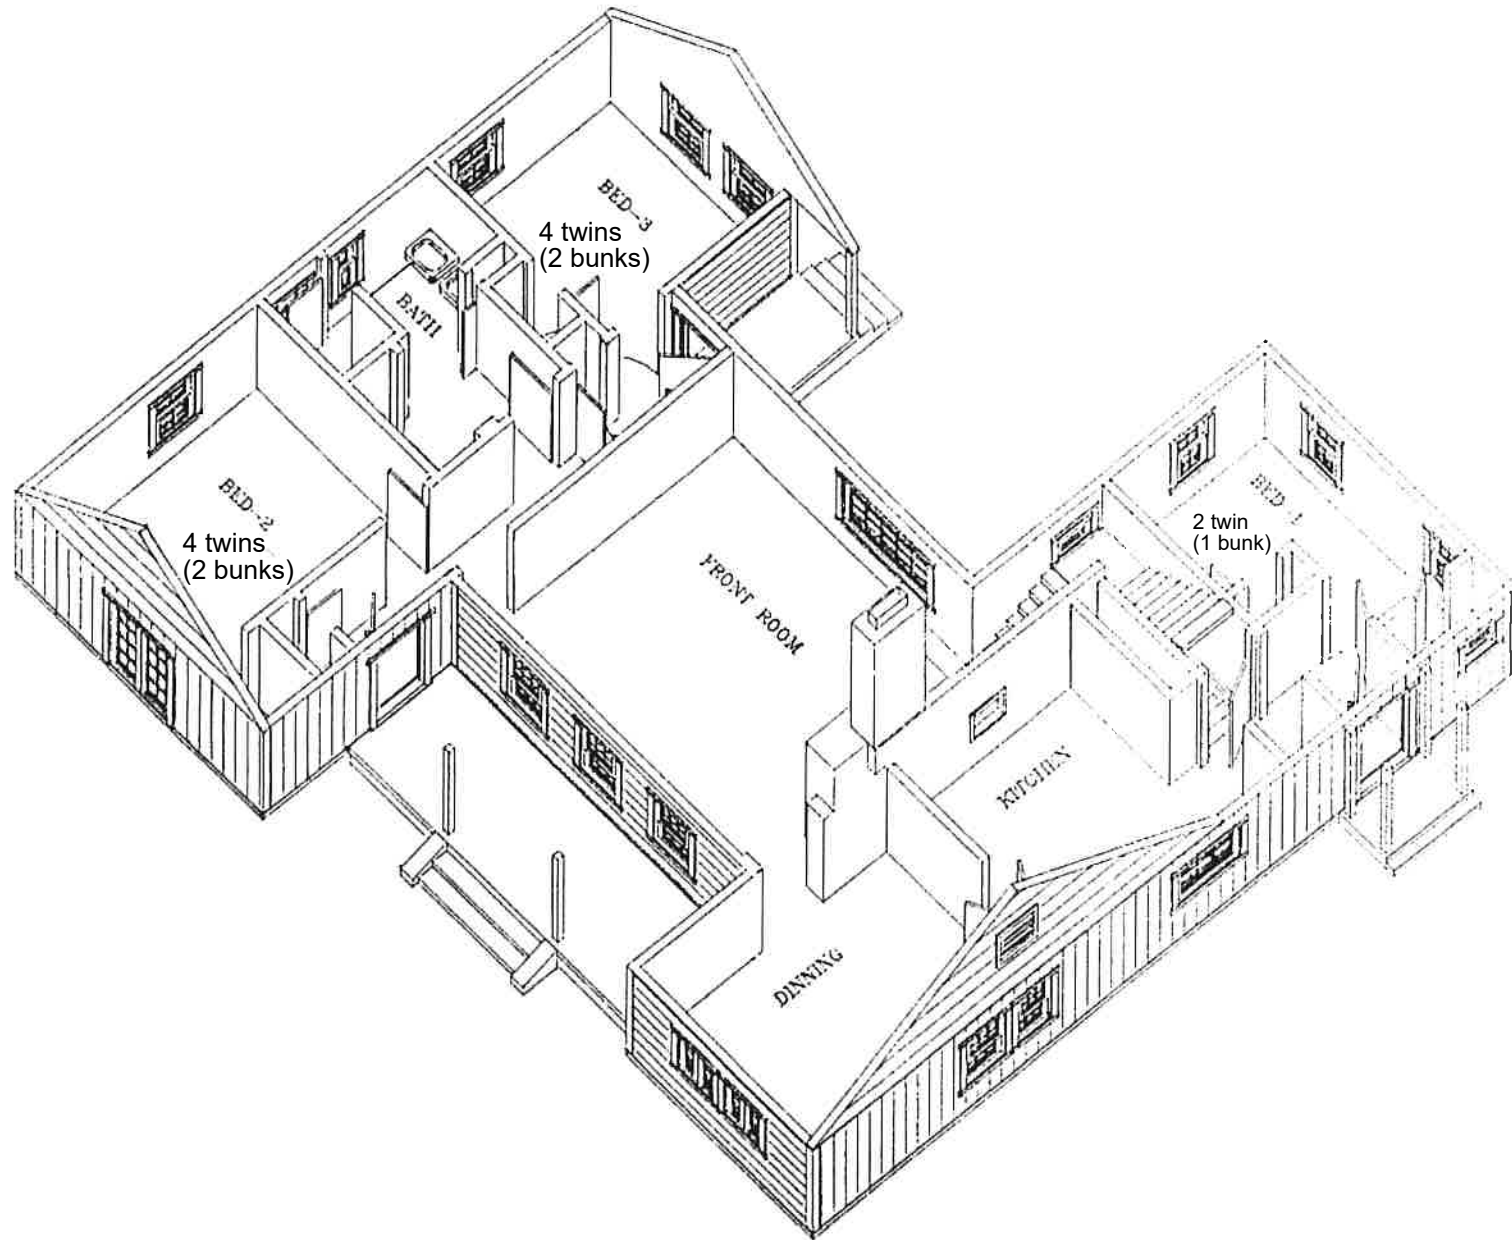 BED-3
4 twins
(2 bunks)
BATH
BED-2
4 twins
(2 bunks)
BED-1
2 twin
(1 bunk)
FRONT ROOM
KITCHEN
DINNING